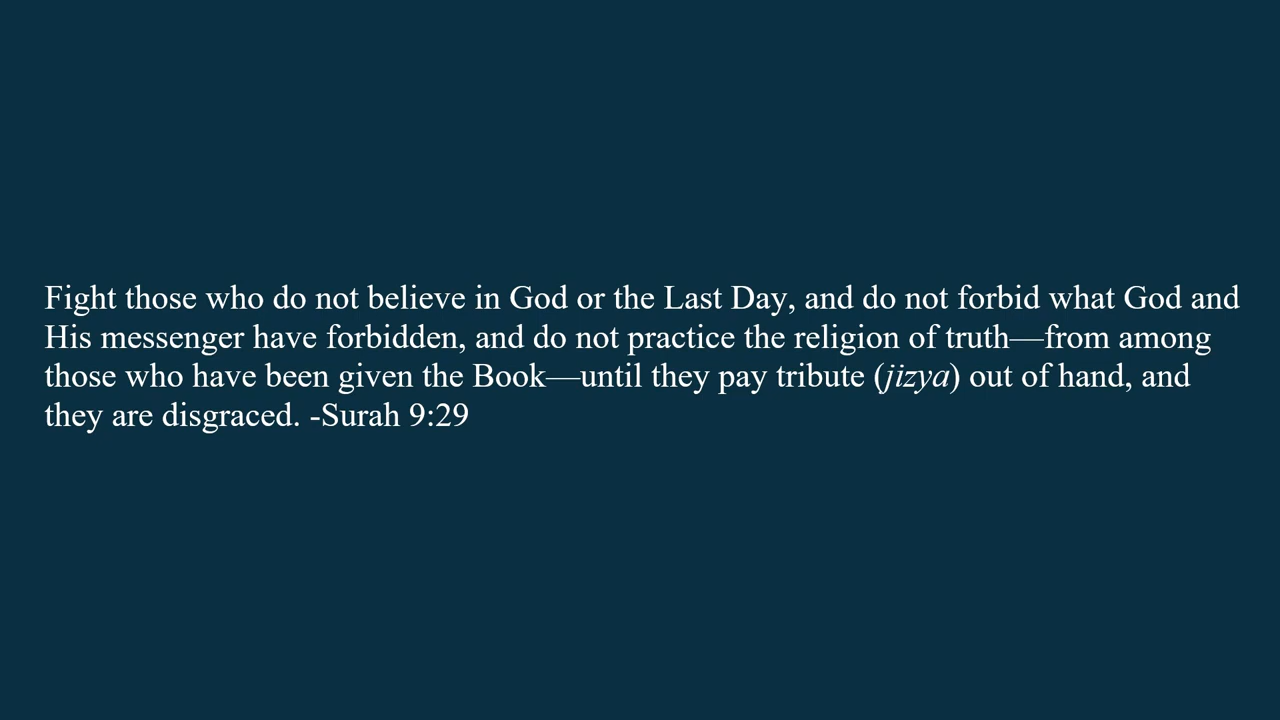 Fight those who do not believe in God or the Last Day, and do not forbid what God and
His messenger have forbidden, and do not practice the religion of truth—from among
those who have been given the Book—until they pay tribute (jizya) out of hand, and
they are disgraced. -Surah 9:29